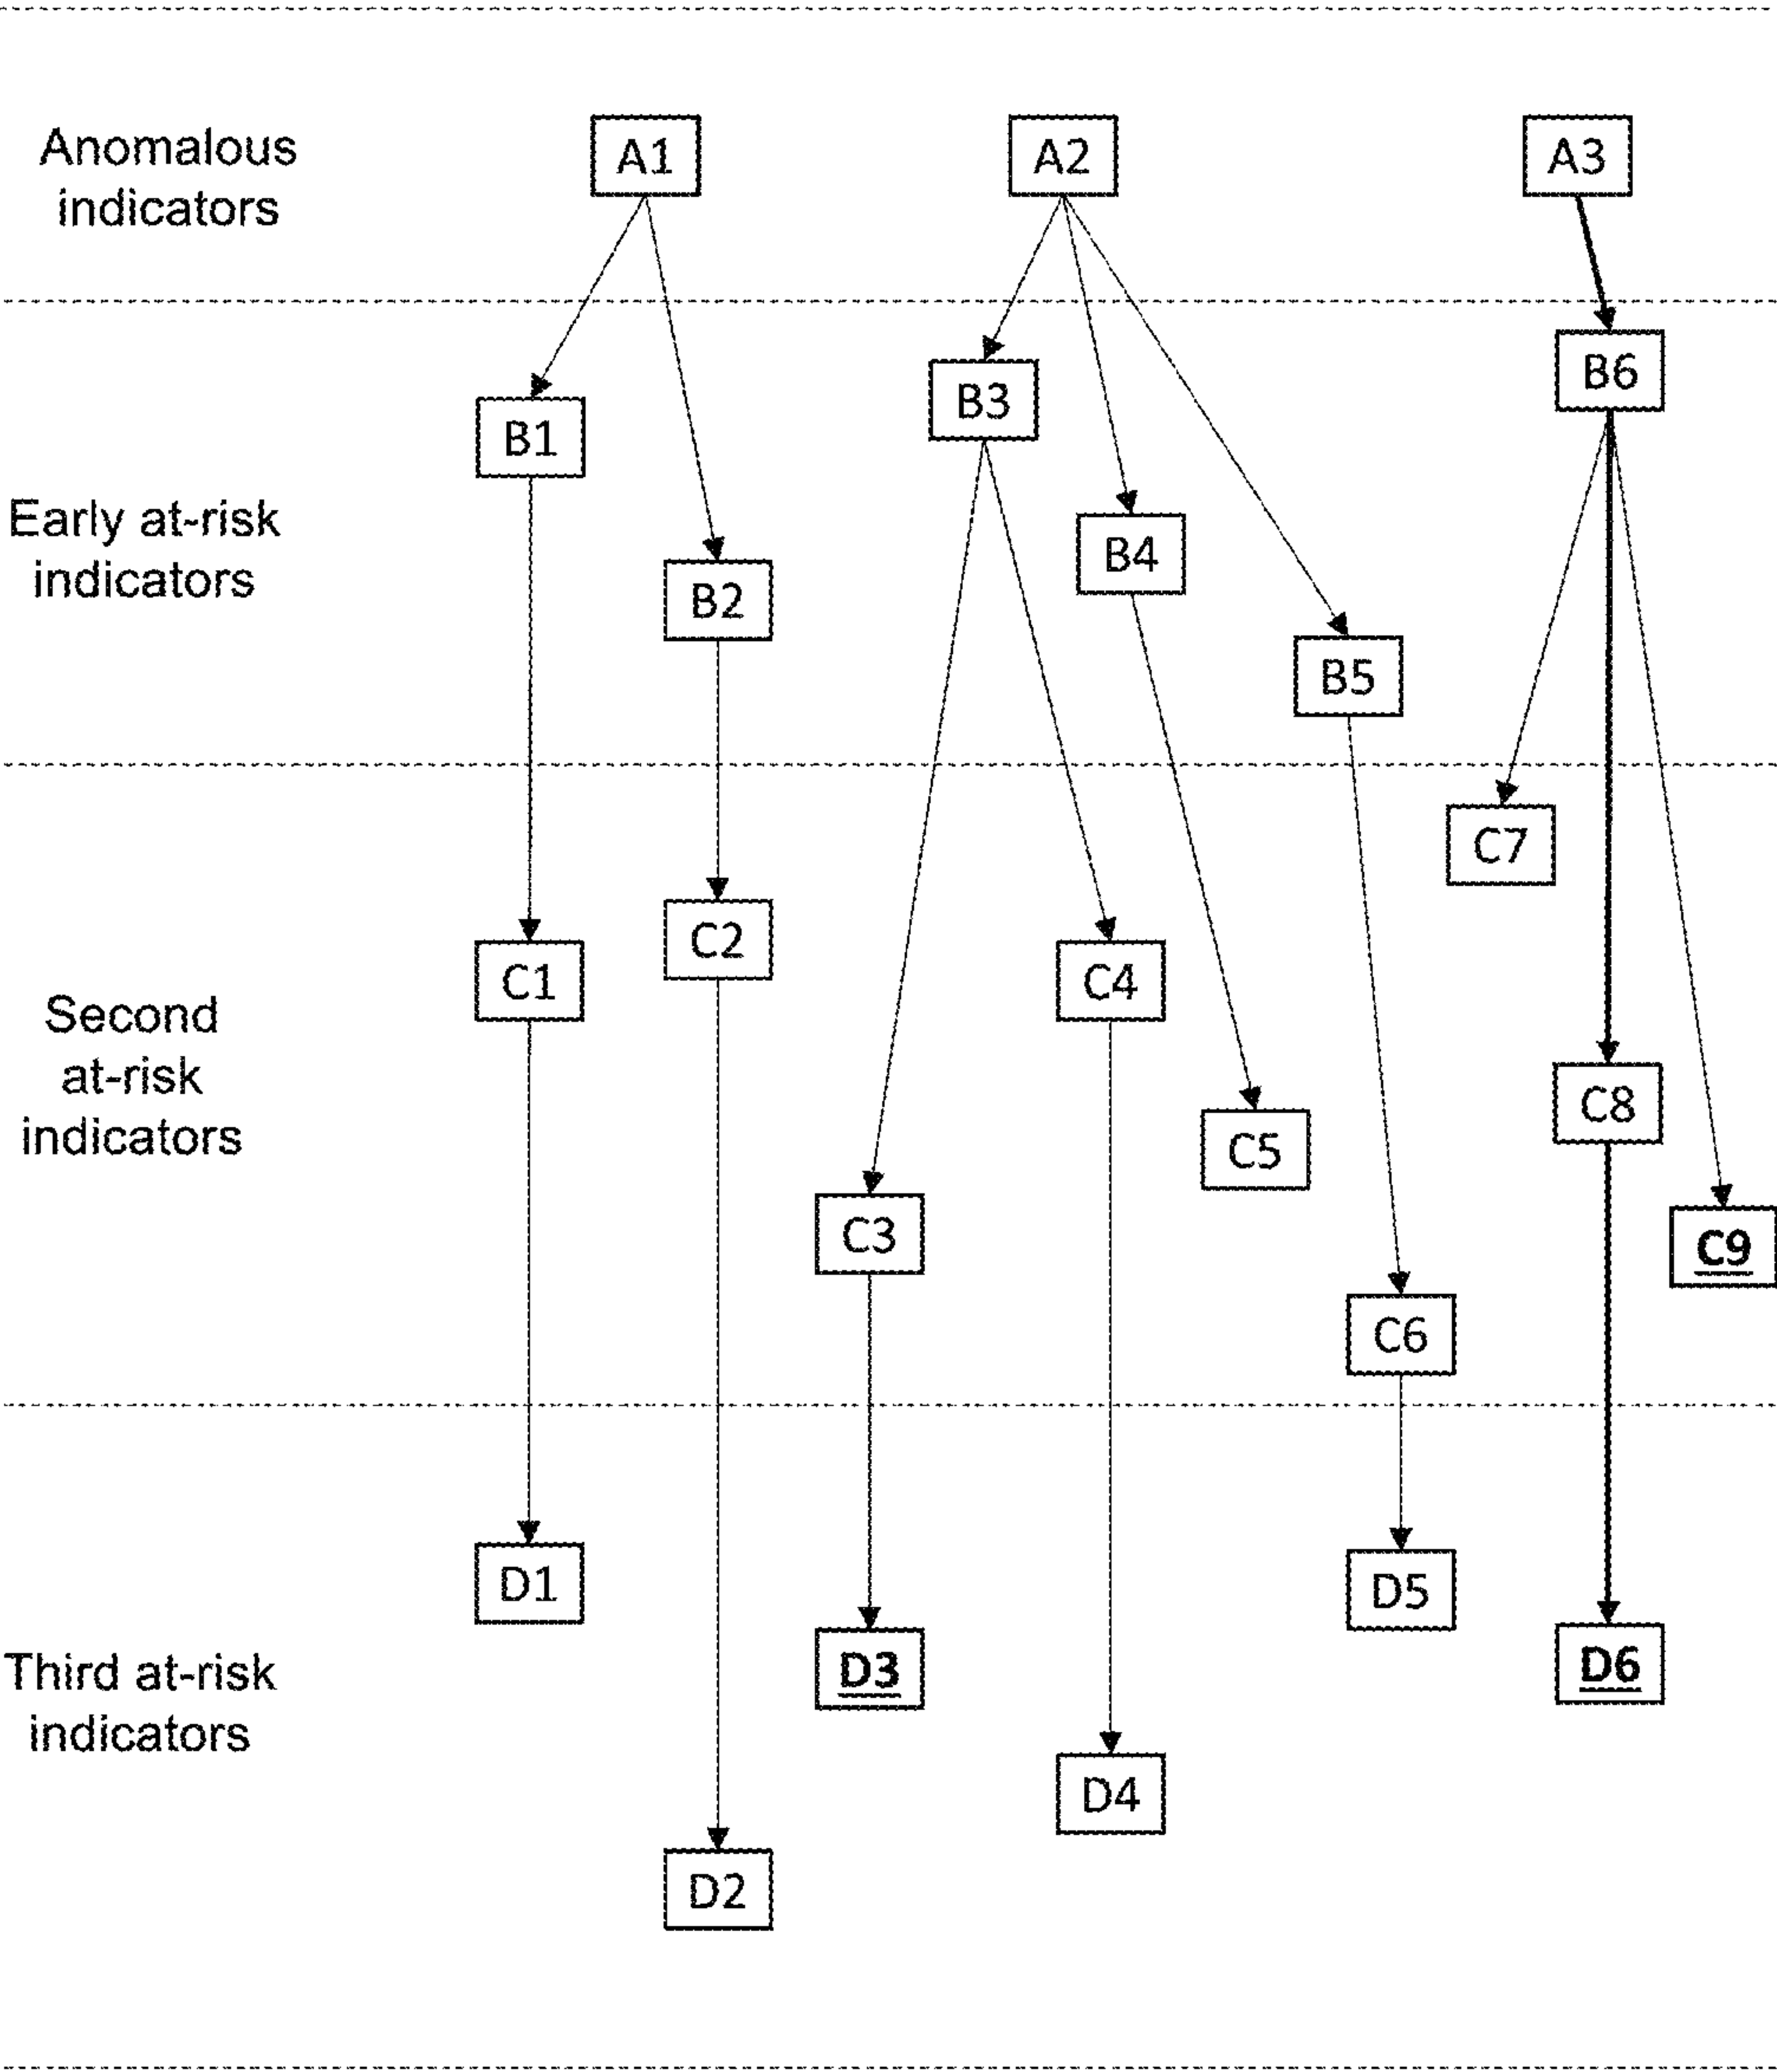 Anomalous
indicators
A1
A2
A3
Early at-risk
indicators
B1
B2
B3
B4
B5
B6
Second
at-risk
indicators
C1
C2
C3
C4
C5
C6
C7
C8
C9
Third at-risk
indicators
D1
D2
D3
D4
D5
D6